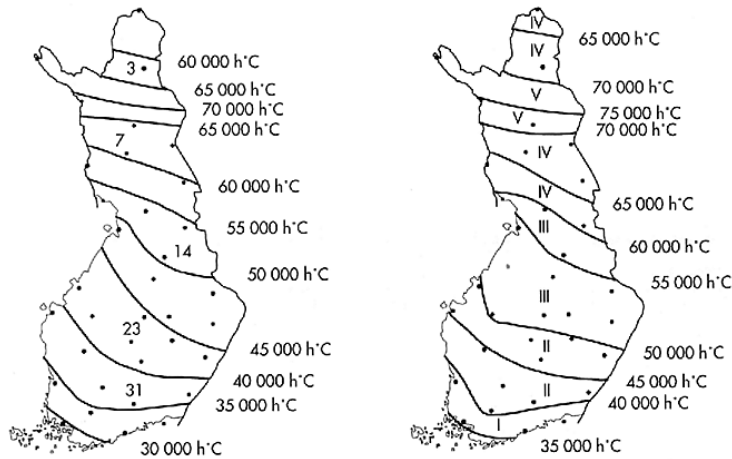 3
60 000 h°C
65 000 h°C
70 000 h°C
65 000 h°C
7
60 000 h°C
55 000 h°C
14
50 000 h°C
23
45 000 h°C
40 000 h°C
31
35 000 h°C
30 000 h°C
IV
65 000 h°C
IV
70 000 h°C
V
75 000 h°C
V
70 000 h°C
IV
IV
65 000 h°C
III
60 000 h°C
55 000 h°C
III
II
50 000 h°C
II
45 000 h°C
40 000 h°C
I
35 000 h°C